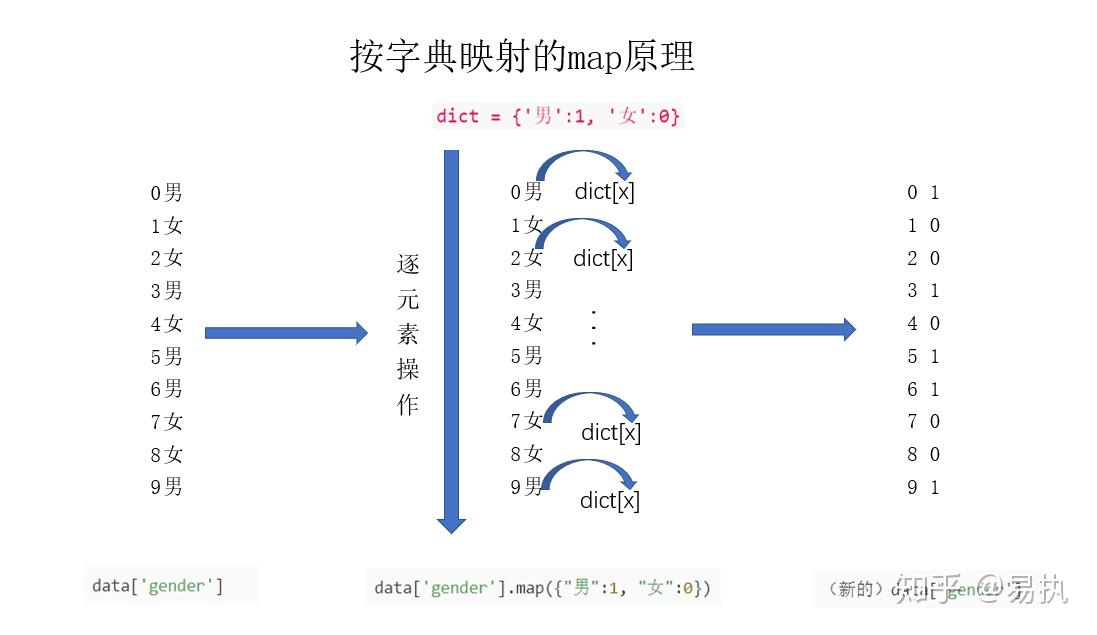 按字典映射的map原理
dict = {'男':1, '女':0}
0男
1女
2女
3男
4女
5男
6男
7女
8女
9男
逐元素操作
0男 dict[x]
1女
2女 dict[x]
3男
4女
5男
6男
7女 dict[x]
8女
9男 dict[x]
0 1
1 0
2 0
3 1
4 0
5 1
6 1
7 0
8 0
9 1
data['gender']
data['gender'].map({"男":1, "女":0})
(新的) data['gender']
知乎 @易执